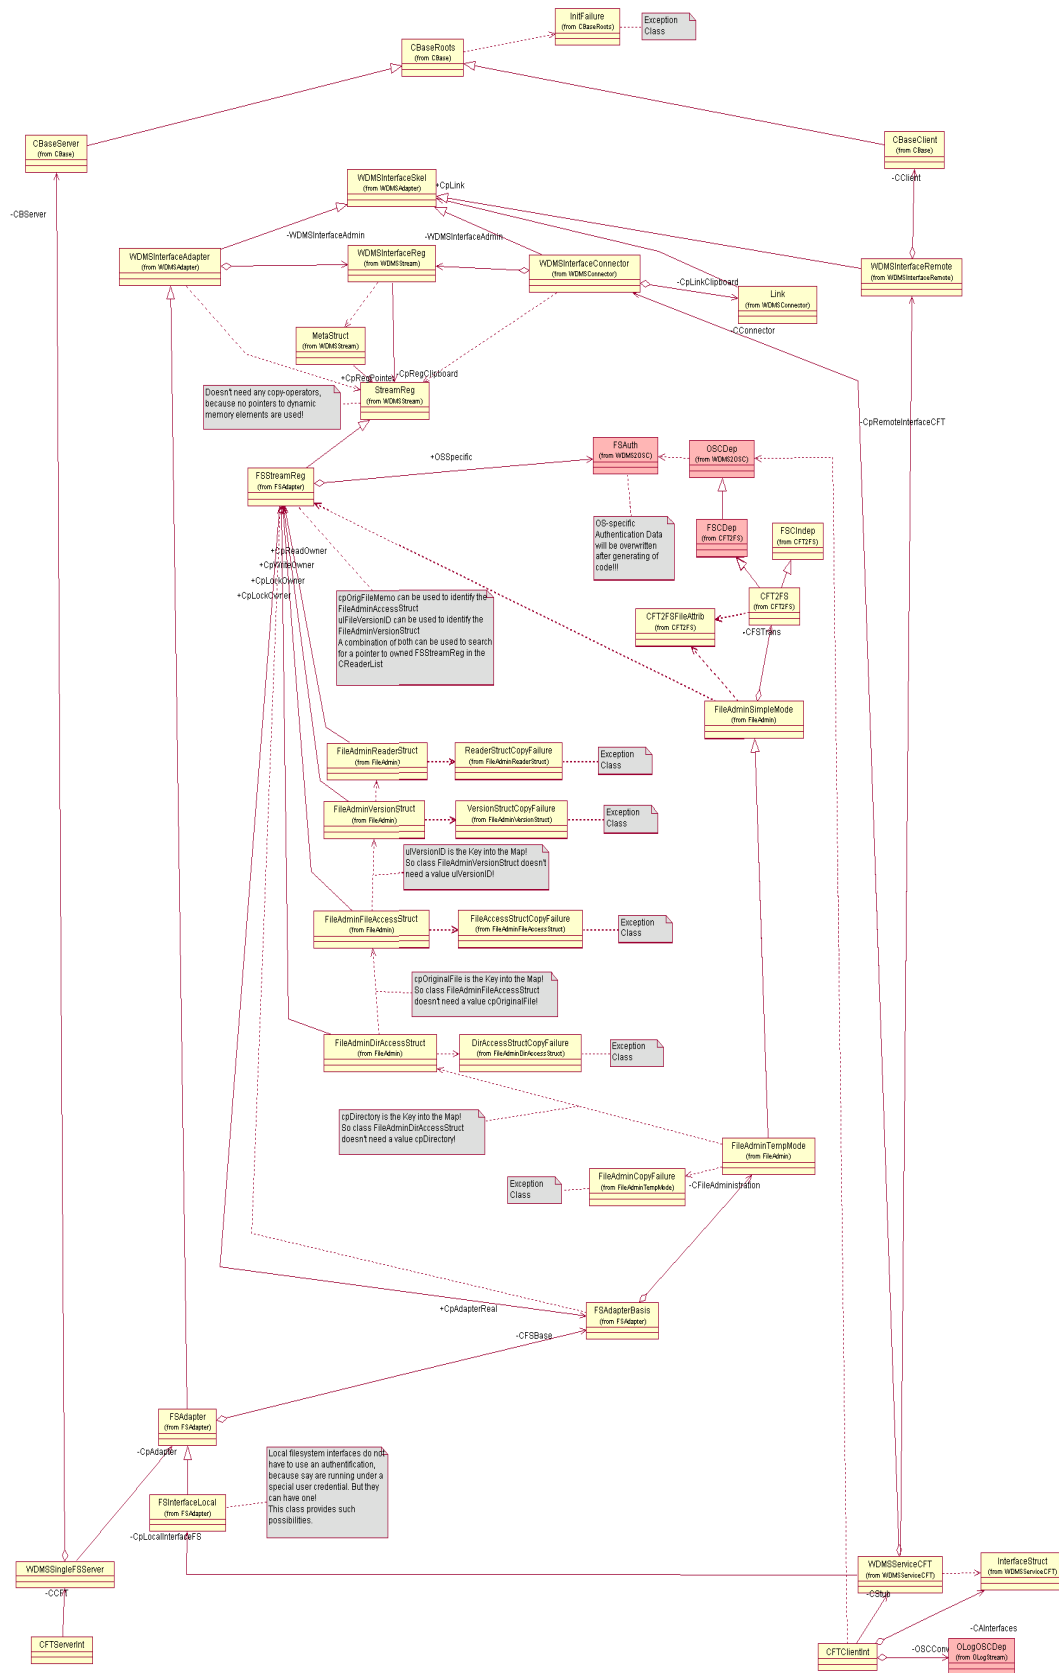 InitFailure
(from CBaseRoots)
Exception
Class
CBaseRoots
(from CBase)
CBaseServer
(from CBase)
CBaseClient
(from CBase)
-CClient
WDMSInterfaceSkel
(from WDMSAdapter)
+CpLink
-CBServer
-WDMSInterfaceAdmin
-WDMSInterfaceAdmin
WDMSInterfaceAdapter
(from WDMSAdapter)
WDMSInterfaceReg
(from WDMSStream)
WDMSInterfaceConnector
(from WDMSConnector)
WDMSInterfaceRemote
(from WDMSInterfaceRemote)
-CpLinkClipboard
Link
(from WDMSConnector)
MetaStruct
(from WDMSStream)
-CConnector
+CpRegPointer
-CpRegClipboard
StreamReg
(from WDMSStream)
Doesn't need any copy-operators,
because no pointers to dynamic
memory elements are used!
-CpRemoteInterfaceCFT
FSAuth
(from WDMS2OSC)
OSCDep
(from WDMS2OSC)
+OSSpecific
FSStreamReg
(from FSAdapter)
OS-specific
Authentication Data
will be overwritten
after generating of
code!!!
FSCDep
(from CFT2FS)
FSCIndep
(from CFT2FS)
+CpReadOwner
+CpWriteOwner
+CpLockOwner
+CpLockOwner
cpOrigFileMemo can be used to identify the
FileAdminAccessStruct
ulFileVersionID can be used to identify the
FileAdminVersionStruct
A combination of both can be used to search
for a pointer to owned FSStreamReg in the
CReaderList
CFT2FS
(from CFT2FS)
CFT2FSFileAttrib
(from CFT2FS)
-CFSTrans
FileAdminSimpleMode
(from FileAdmin)
FileAdminReaderStruct
(from FileAdmin)
ReaderStructCopyFailure
(from FileAdminReaderStruct)
Exception
Class
FileAdminVersionStruct
(from FileAdmin)
VersionStructCopyFailure
(from FileAdminVersionStruct)
Exception
Class
ulVersionID is the Key into the Map!
So class FileAdminVersionStruct doesn't
need a value ulVersionID!
FileAdminFileAccessStruct
(from FileAdmin)
FileAccessStructCopyFailure
(from FileAdminFileAccessStruct)
Exception
Class
cpOriginalFile is the Key into the Map!
So class FileAdminFileAccessStruct
doesn't need a value cpOriginalFile!
FileAdminDirAccessStruct
(from FileAdmin)
DirAccessStructCopyFailure
(from FileAdminDirAccessStruct)
Exception
Class
cpDirectory is the Key into the Map!
So class FileAdminDirAccessStruct
doesn't need a value cpDirectory!
FileAdminTempMode
(from FileAdmin)
Exception
Class
FileAdminCopyFailure
(from FileAdminTempMode)
-CFileAdministration
+CpAdapterReal
FSAdapterBasis
(from FSAdapter)
-CFSBase
FSAdapter
(from FSAdapter)
-CpAdapter
Local filesystem interfaces do not
have to use an authentification,
because say are running under a
special user credential. But they
can have one!
This class provides such
possibilities.
FSInterfaceLocal
(from FSAdapter)
-CpLocalInterfaceFS
WDMSSingleFSServer
WDMSServiceCFT
(from WDMSServiceCFT)
InterfaceStruct
(from WDMSServiceCFT)
-CCFT
-CStub
CFTServerInt
-CAInterfaces
CFTClientInt
-OSCConv
OLogOSCDep
(from OLogStream)